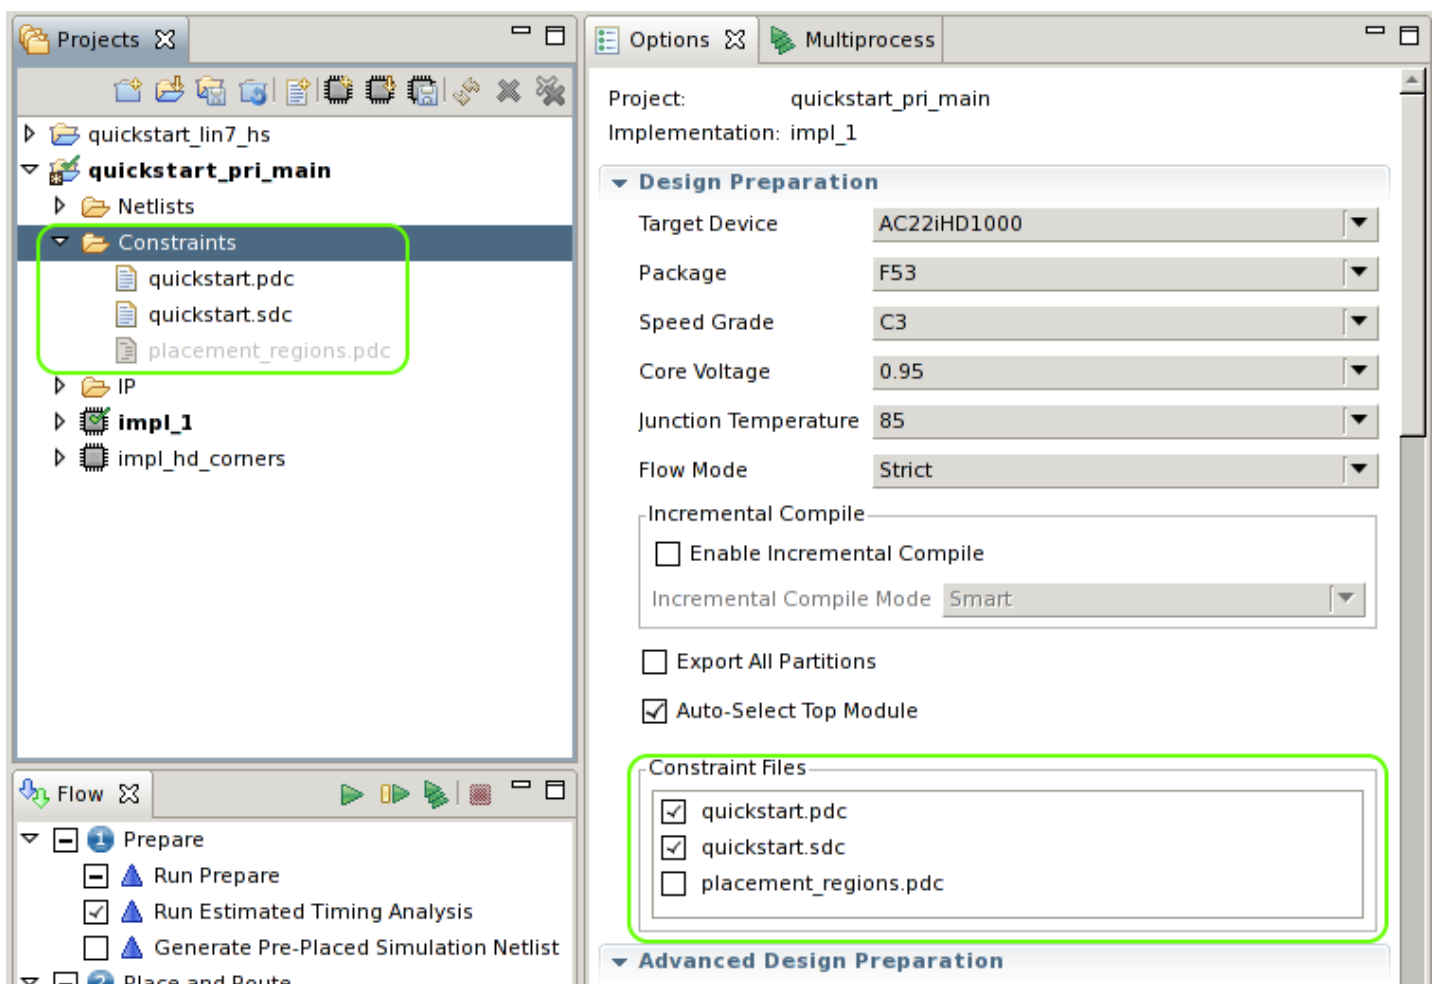 Projects
quickstart_lin7_hs
quickstart_pri_main
Netlists
Constraints
quickstart.pdc
quickstart.sdc
placement_regions.pdc
IP
impl_1
impl_hd_corners
Flow
1 Prepare
Run Prepare
Run Estimated Timing Analysis
Generate Pre-Placed Simulation Netlist
2 Place and Route
Options Multiprocess
Project: quickstart_pri_main
Implementation: impl_1
Design Preparation
Target Device AC22iHD1000
Package F53
Speed Grade C3
Core Voltage 0.95
Junction Temperature 85
Flow Mode Strict
Incremental Compile
Enable Incremental Compile
Incremental Compile Mode Smart
Export All Partitions
Auto-Select Top Module
Constraint Files
quickstart.pdc
quickstart.sdc
placement_regions.pdc
Advanced Design Preparation